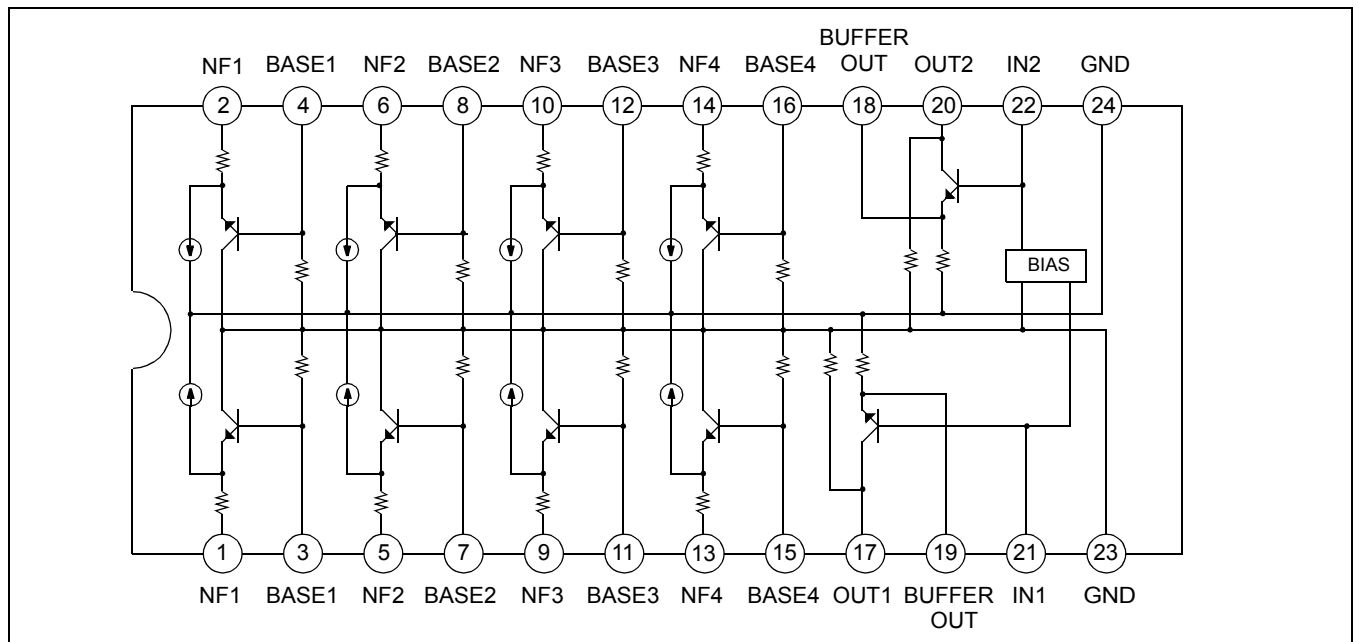 BUFFER
NF1 BASE1 NF2 BASE2 NF3 BASE3 NF4 BASE4 OUT OUT2 IN2 GND
2 4 6 8 10 12 14 16 18 20 22 24
BIAS
1 3 5 7 9 11 13 15 17 19 21 23
NF1 BASE1 NF2 BASE2 NF3 BASE3 NF4 BASE4 OUT1 BUFFER IN1 GND
OUT